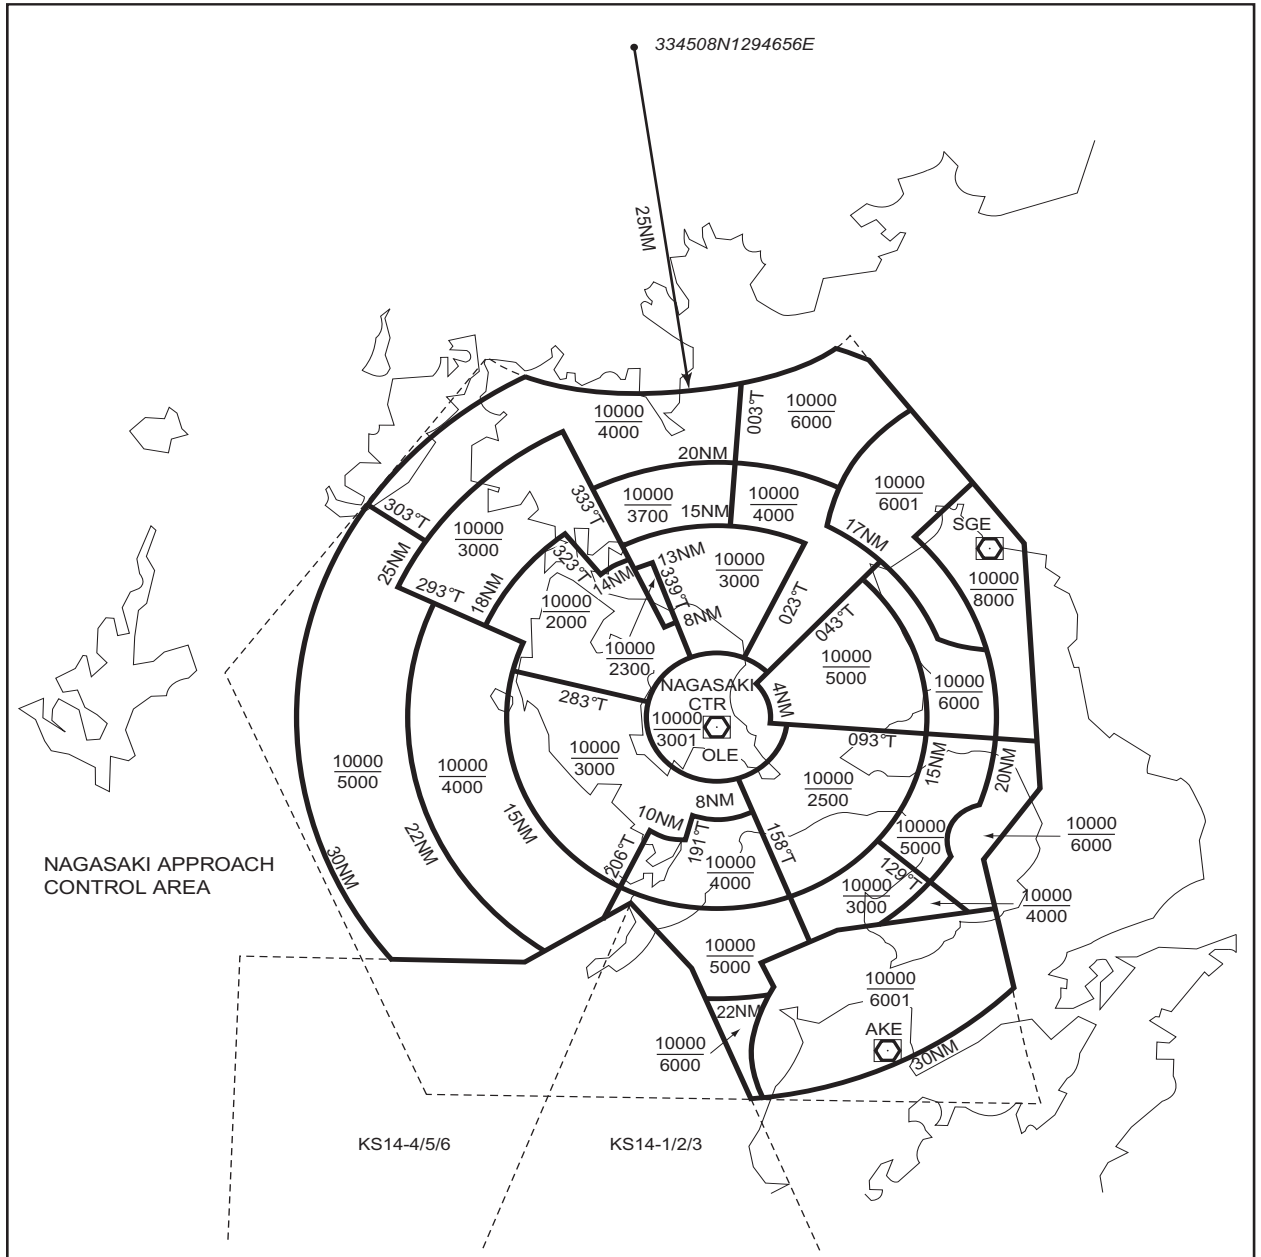 334508N1294656E
25NM
10000
4000
003°T
10000
6000
20NM
303°T
10000
3000
333°T
10000
3700
15NM
10000
4000
10000
6001
17NM
SGE
25NM
293°T
18NM
323°T
14NM
13NM
339°T
10000
3000
10000
8000
10000
2000
8NM
023°T
043°T
10000
2300
10000
5000
NAGASAKI
CTR
4NM
10000
6000
283°T
10000
3001
OLE
093°T
10000
5000
10000
4000
10000
3000
10000
2500
15NM
20NM
8NM
10NM
15NM
22NM
206°T
191°T
158°T
10000
5000
10000
6000
NAGASAKI APPROACH
CONTROL AREA
30NM
10000
4000
10000
3000
129°T
10000
4000
10000
5000
10000
6001
22NM
10000
6000
AKE
30NM
KS14-4/5/6
KS14-1/2/3